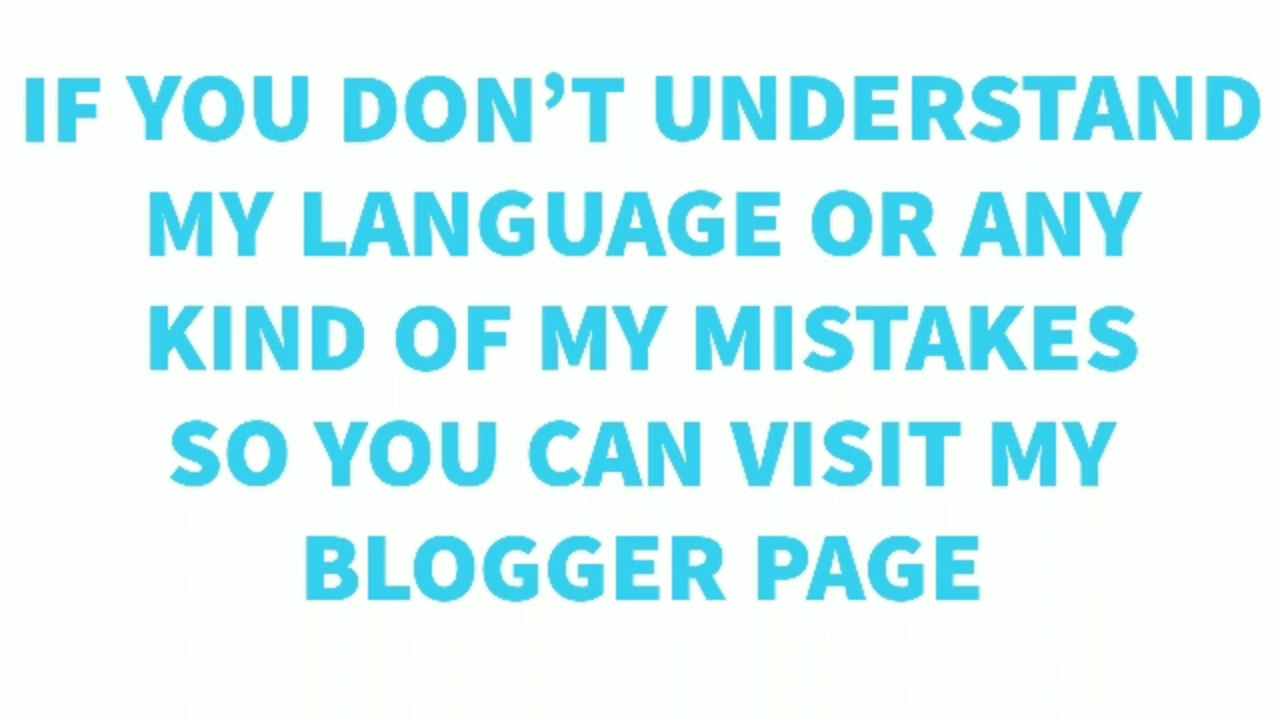 IF YOU DON’T UNDERSTAND
MY LANGUAGE OR ANY
KIND OF MY MISTAKES
SO YOU CAN VISIT MY
BLOGGER PAGE